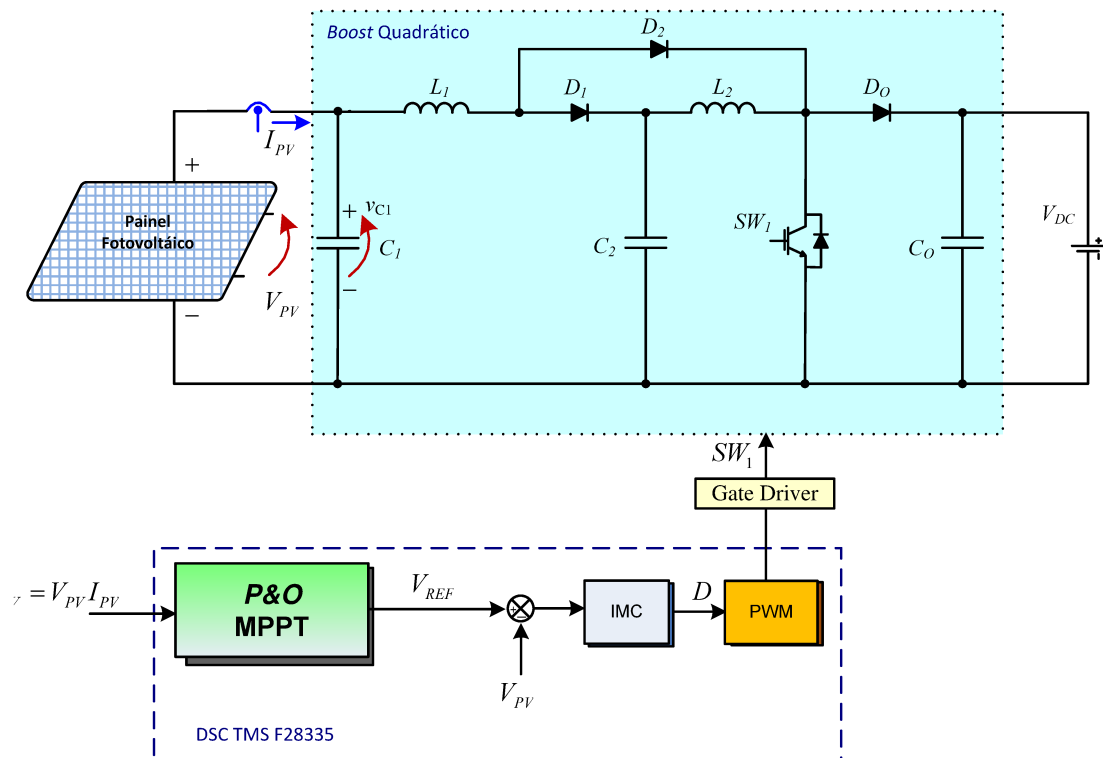 Boost Quadrático
D2
L1
D1
L2
DO
IPV
+
Painel
Fotovoltáico
−
VPV
+
vC1
−
C1
C2
SW1
CO
VDC
+
-
SW1
Gate Driver
= VPV IPV
P&O
MPPT
VREF
+
−
VPV
IMC
D
PWM
DSC TMS F28335